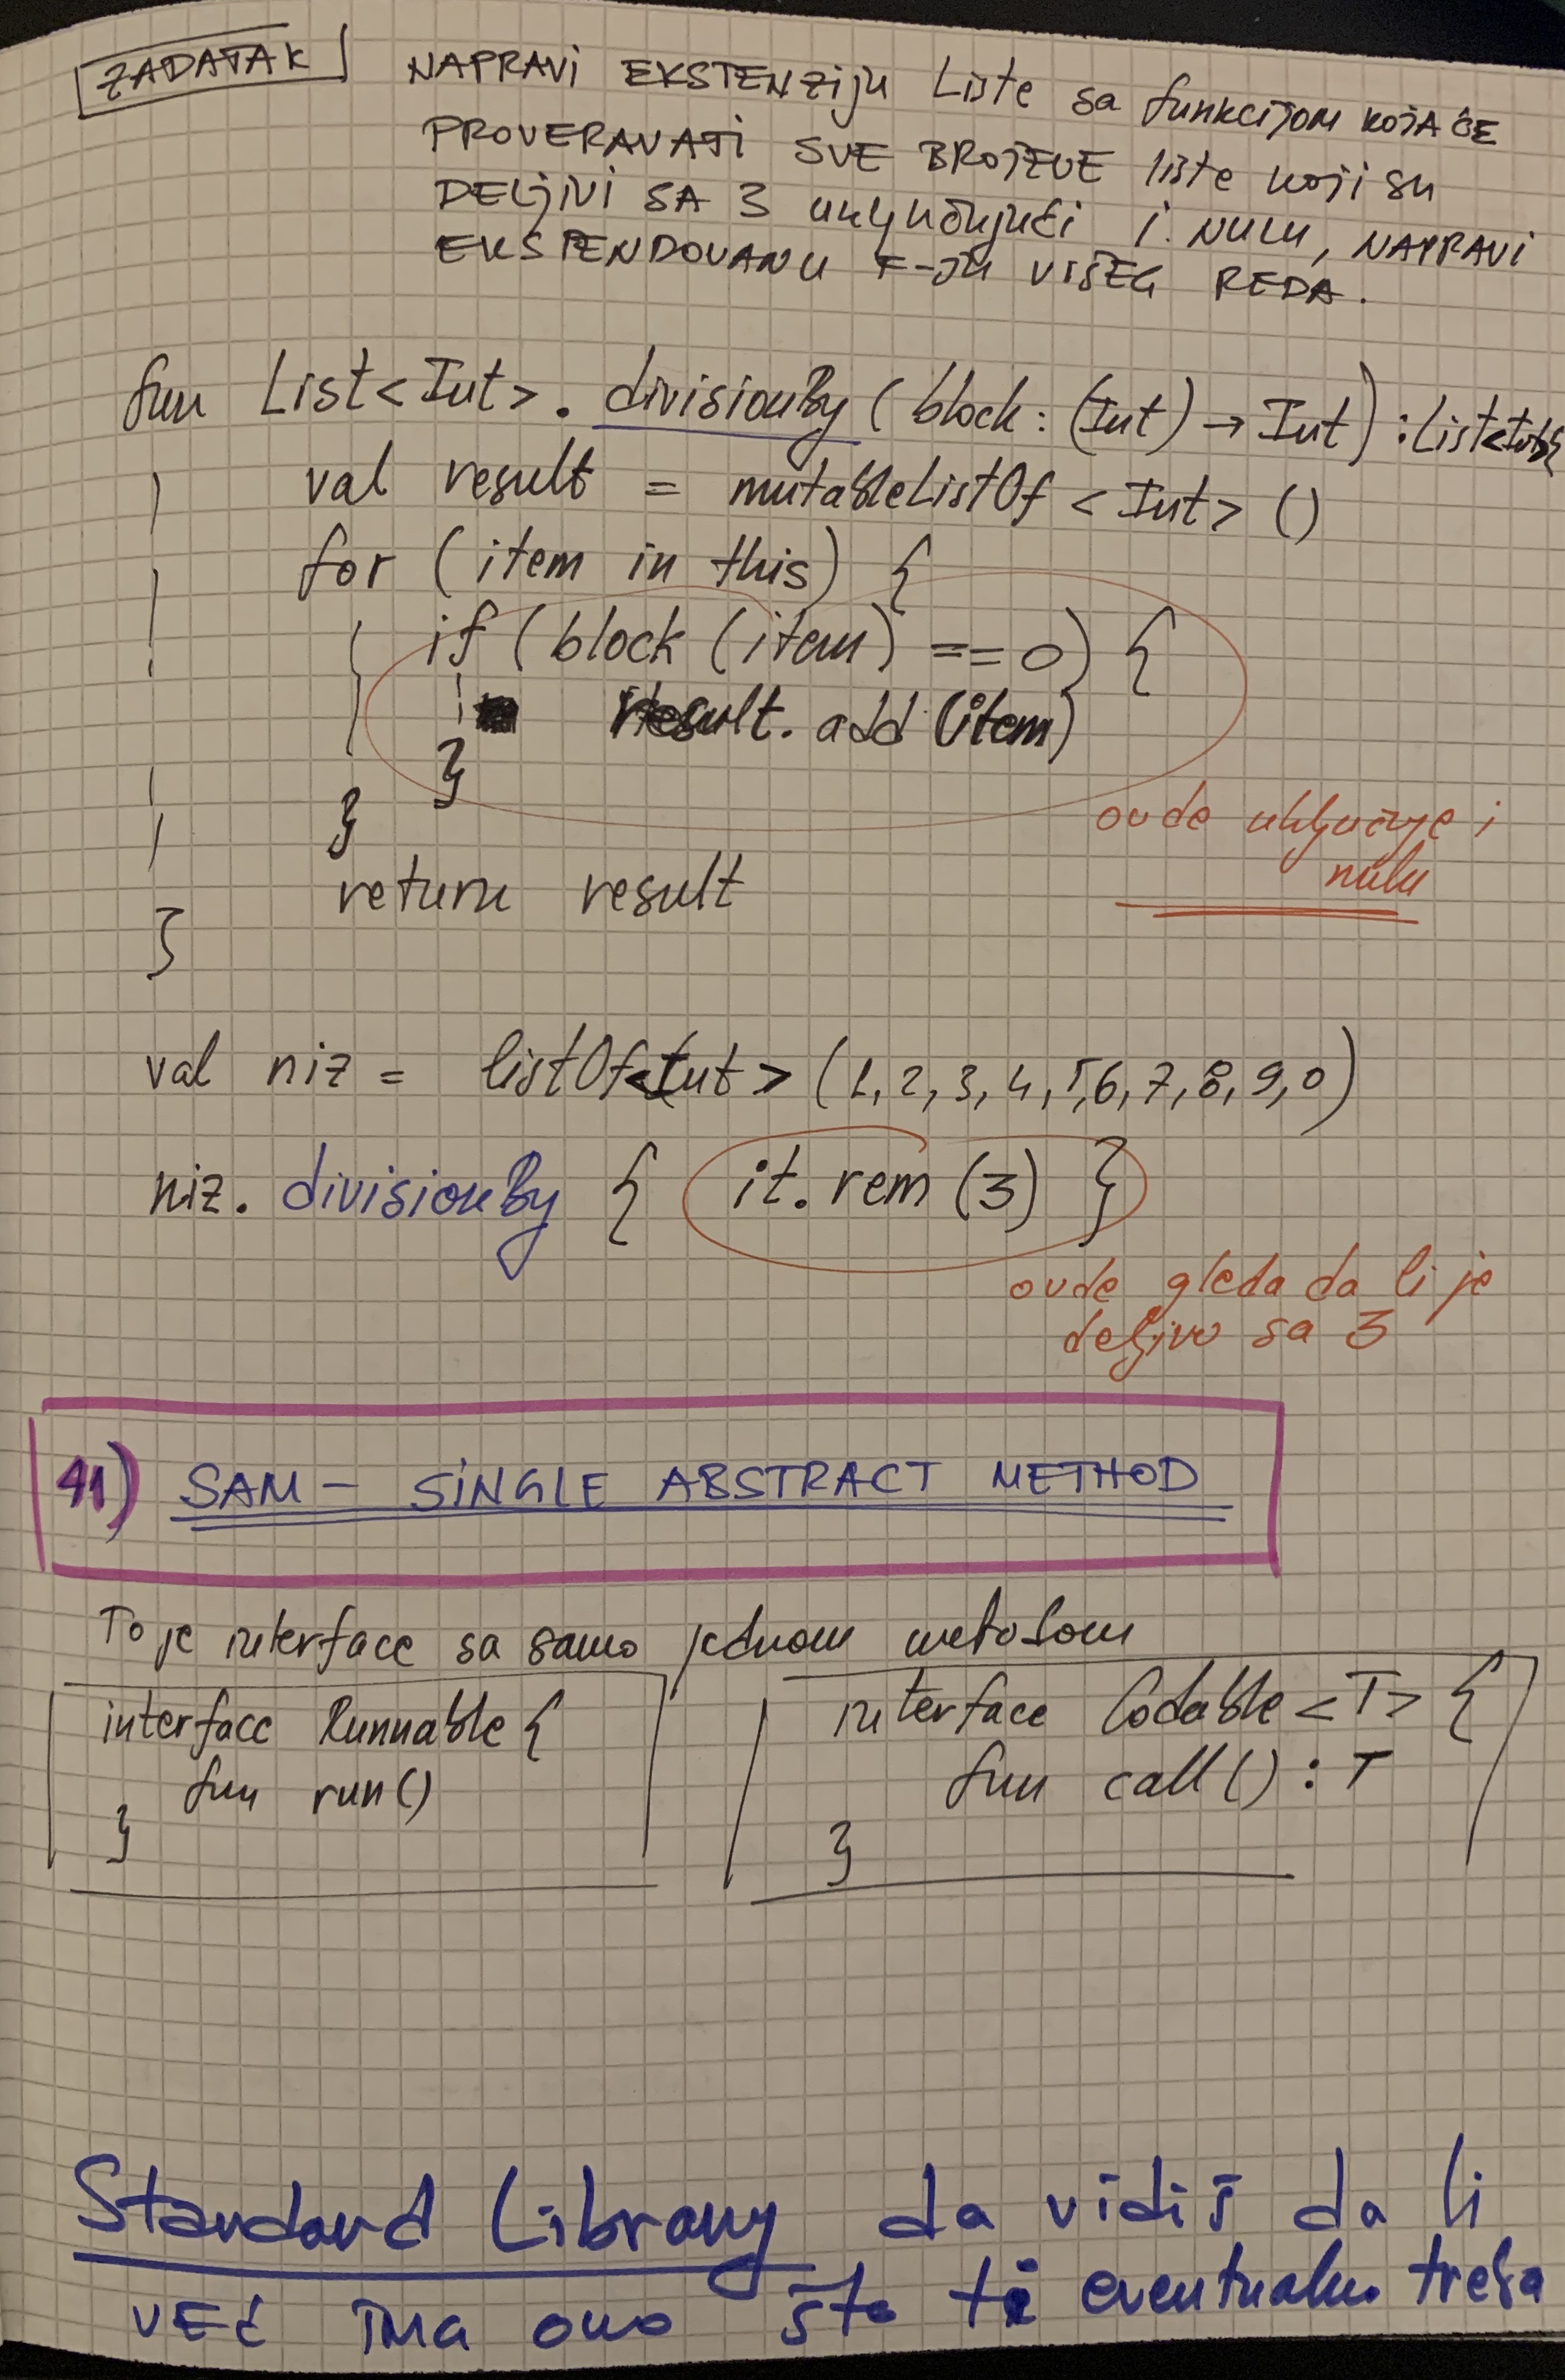 ZADATAK NAPRAVI EKSTENZIJU Liste sa funkcijom KOJA ĆE
PROVERAVATI SVE BROJEVE liste koji su
DELJIVI SA 3 uključujući i NULU, NAPRAVI
EKSTENDOVANU F-JU VIŠEG REDA.
fun List<Int>.divisionBy(block: (Int) → Int): List<Int>{
val result = mutableListOf<Int>()
for (item in this) {
if (block(item) == 0) {
result.add(item)
}
}
ovde uključuje i
nulu
return result
}
val niz = listOf<Int>(1,2,3,4,5,6,7,8,9,0)
niz.divisionBy { it.rem(3) }
ovde gleda da li je
deljivo sa 3
41) SAM - SINGLE ABSTRACT METHOD
To je interface sa samo jednom metodom
interface Runnable {
fun run()
}
interface Codable<T> {
fun call(): T
}
Standard Library da vidiš da li
VEĆ IMA ono što ti eventualno treba